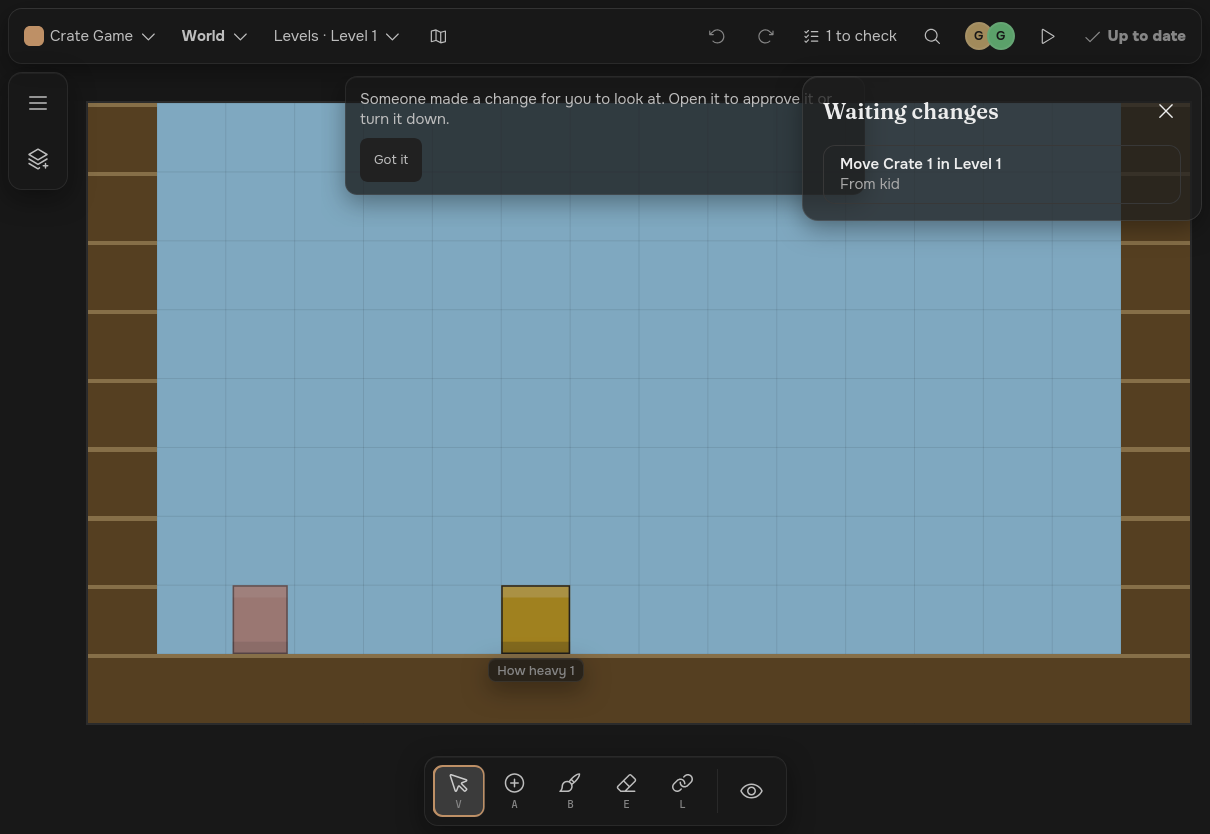 Crate Game
World
Levels · Level 1
1 to check
G
G
Up to date
Someone made a change for you to look at. Open it to approve it or
turn it down.
Got it
Waiting changes
Move Crate 1 in Level 1
From kid
How heavy 1
V
A
B
E
L